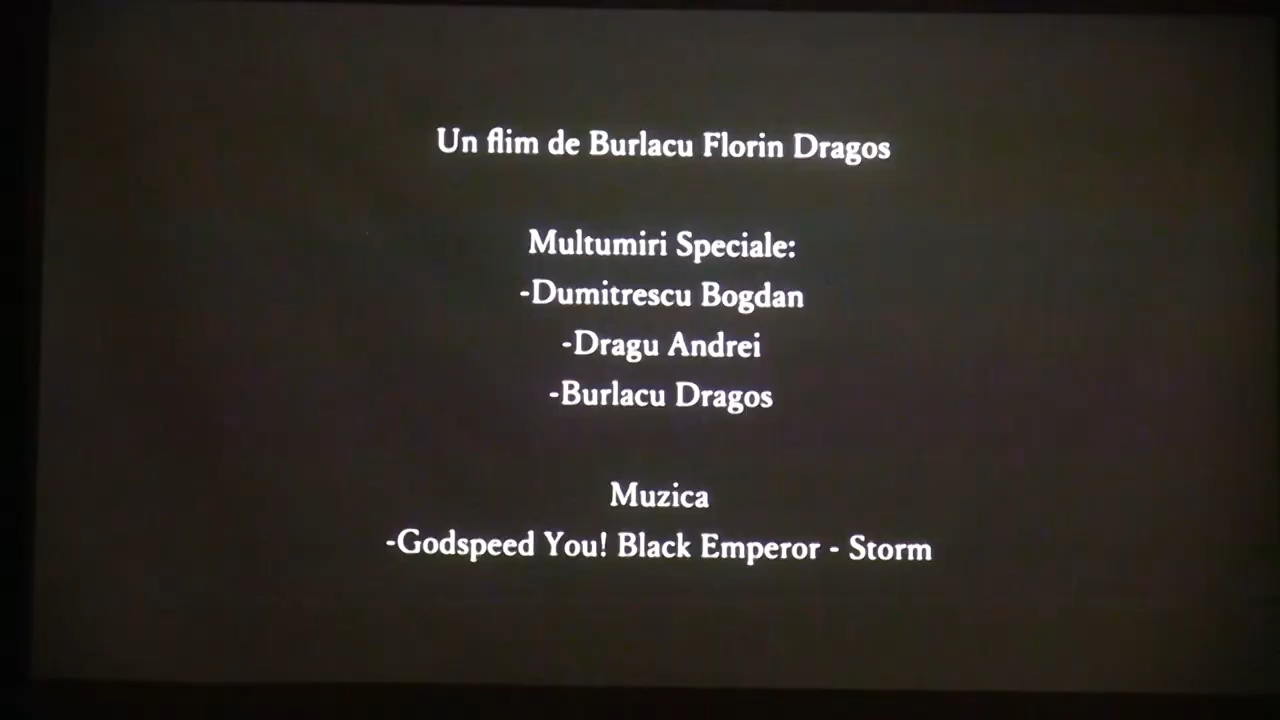 Un flim de Burlacu Florin Dragos
Multumiri Speciale:
-Dumitrescu Bogdan
-Dragu Andrei
-Burlacu Dragos
Muzica
-Godspeed You! Black Emperor - Storm